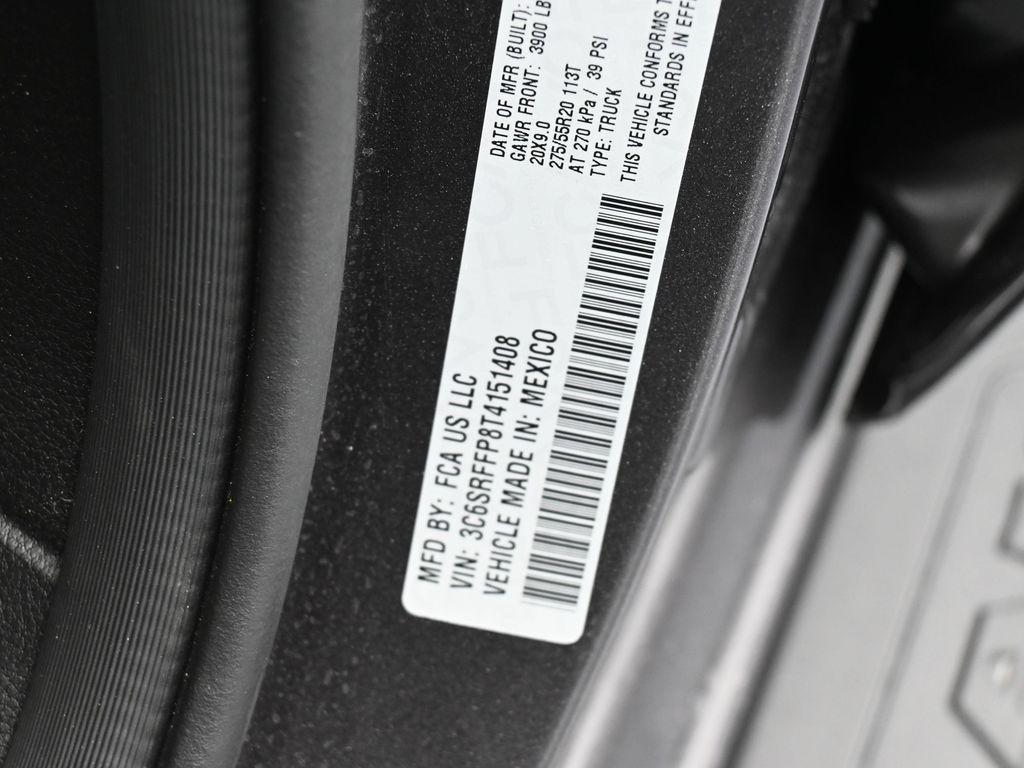 MFD BY: FCA US LLC
VIN: 3C6SRFFP8T4151408
VEHICLE MADE IN: MEXICO
DATE OF MFR (BUILT):
GAWR FRONT: 3900 LB
20X9.0
275/55R20 113T
AT 270 kPa / 39 PSI
TYPE: TRUCK
THIS VEHICLE CONFORMS
STANDARDS IN